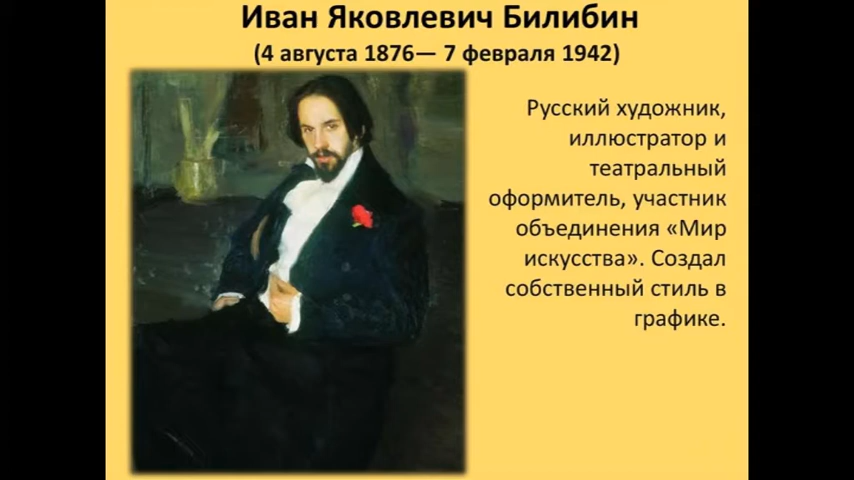 Иван Яковлевич Билибин
(4 августа 1876— 7 февраля 1942)
Русский художник,
иллюстратор и
театральный
оформитель, участник
объединения «Мир
искусства». Создал
собственный стиль в
графике.